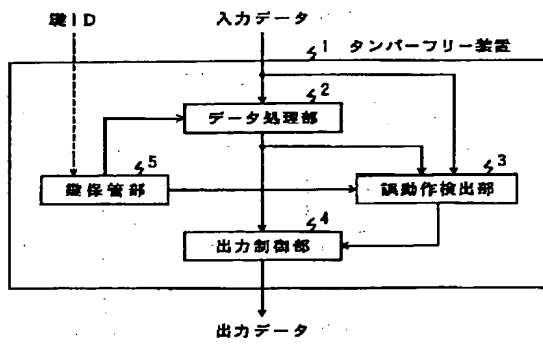 鍵ID
入力データ
1 タンパーフリー装置
2
データ処理部
5
鍵保管部
3
誤動作検出部
4
出力制御部
出力データ